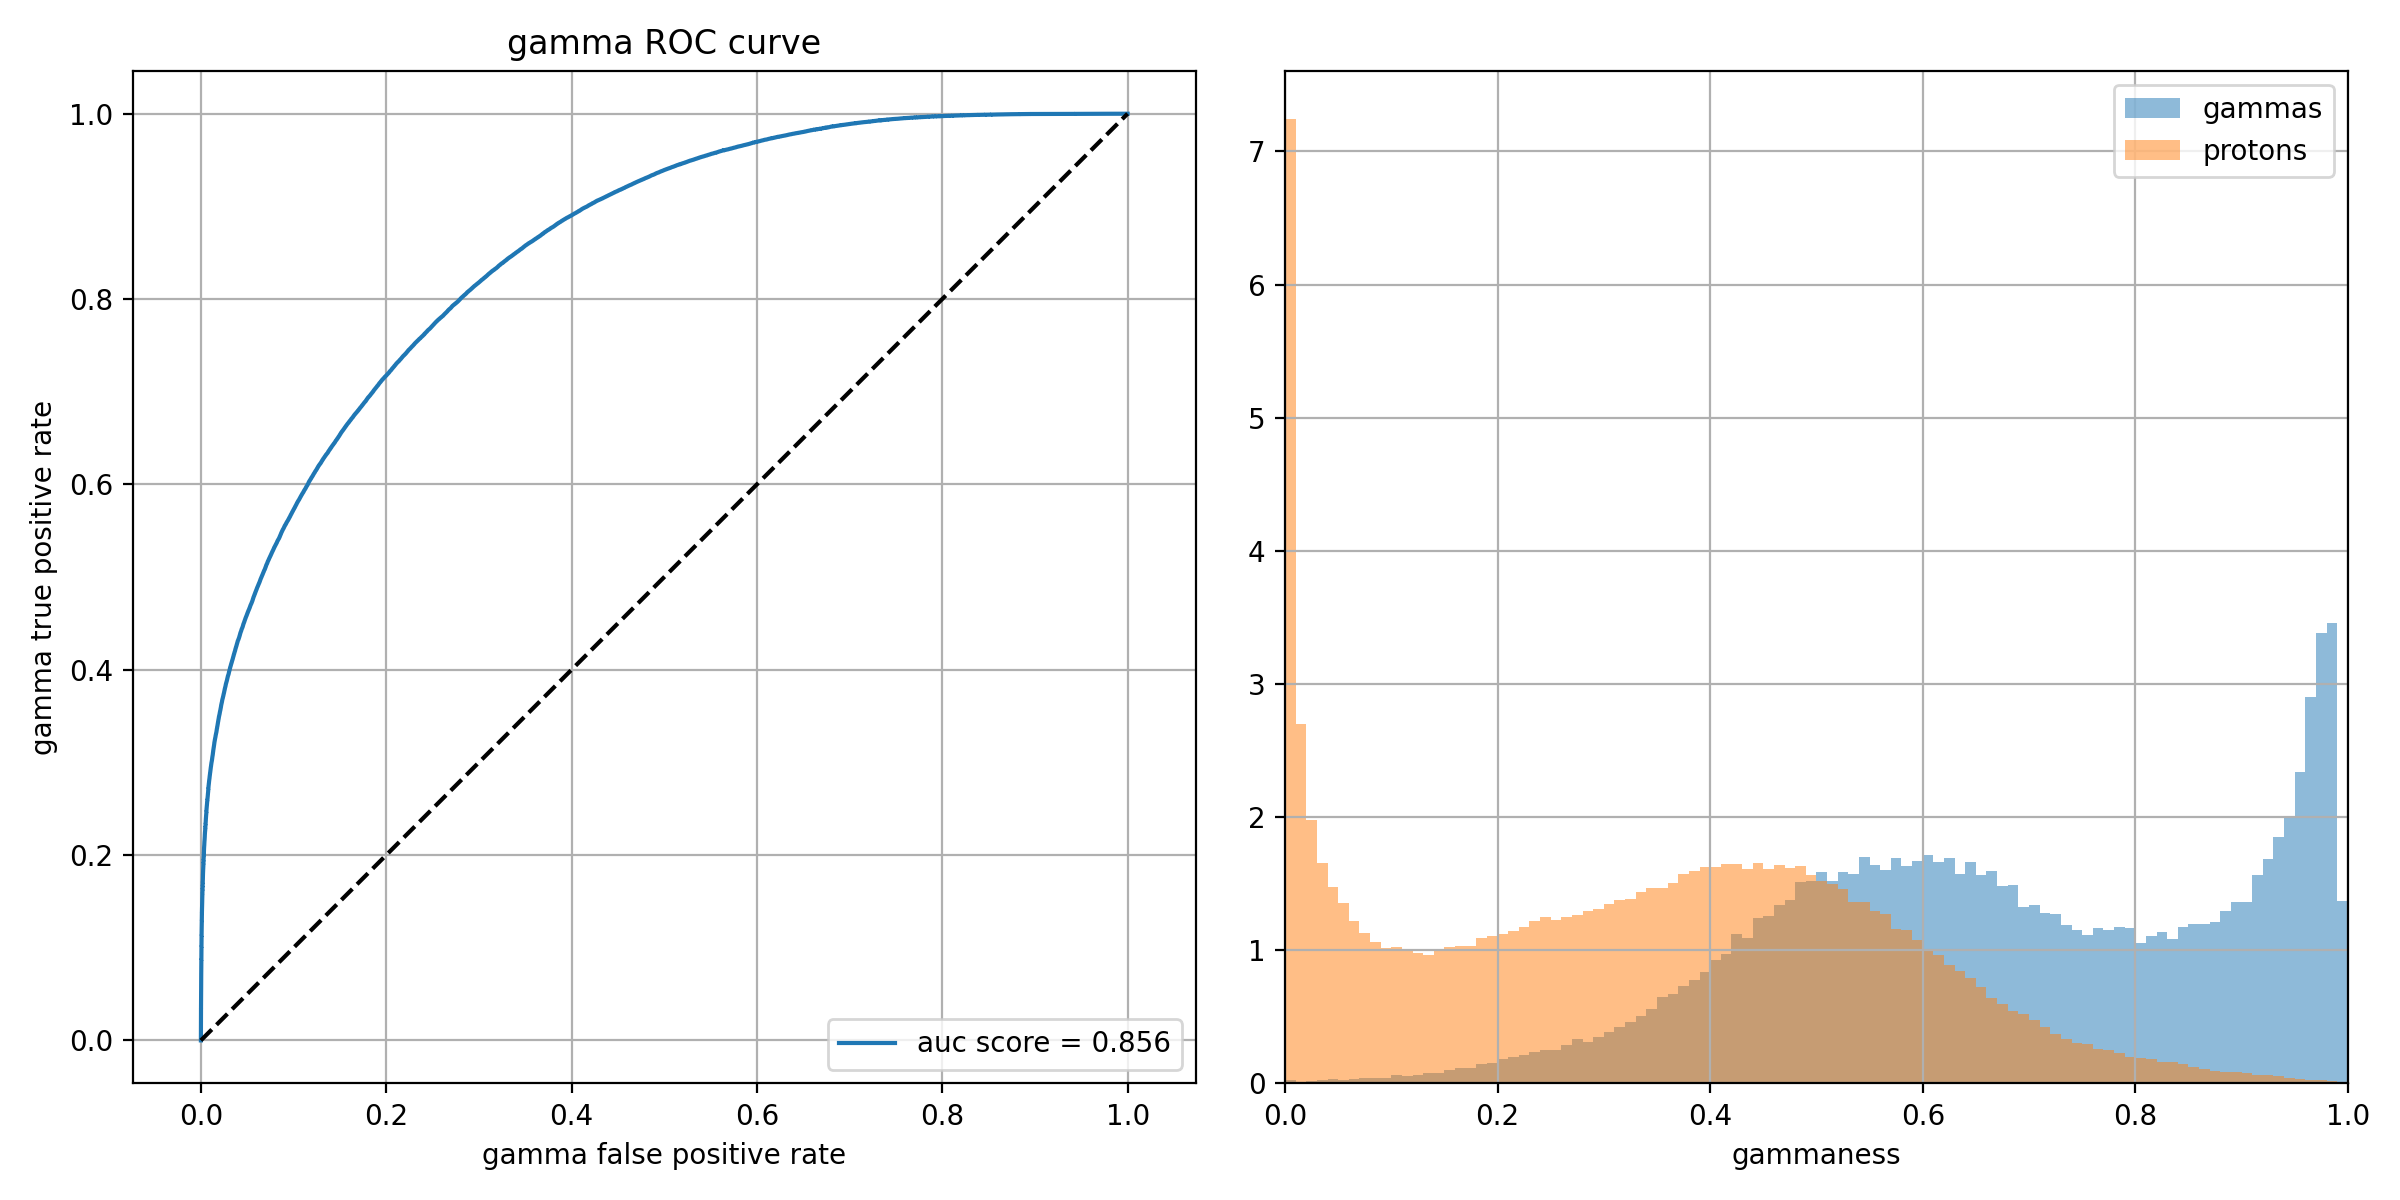 gamma ROC curve
gamma true positive rate
1.0
0.8
0.6
0.4
0.2
0.0
0.0 0.2 0.4 0.6 0.8 1.0
gamma false positive rate
auc score = 0.856
gammas
protons
7
6
5
4
3
2
1
0
0.0 0.2 0.4 0.6 0.8 1.0
gammaness